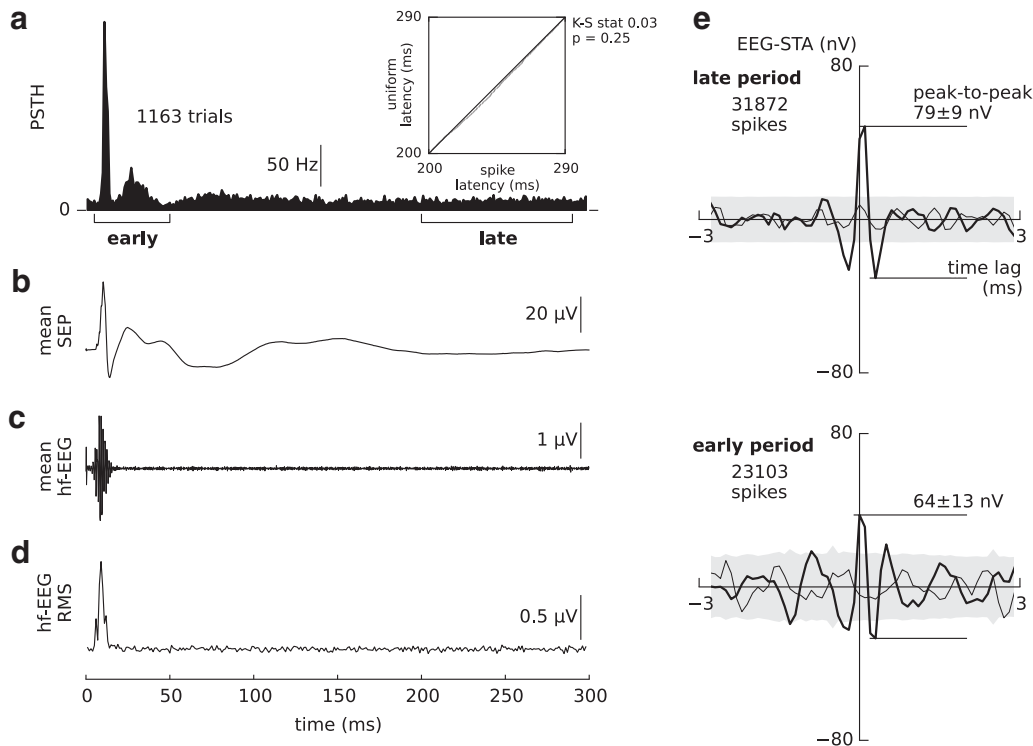 a
PSTH
1163 trials
50 Hz
0
early
late
290
uniform
latency (ms)
200
200
290
spike
latency (ms)
K-S stat 0.03
p = 0.25
b
mean
SEP
20 µV
c
mean
hf-EEG
1 µV
d
hf-EEG
RMS
0.5 µV
0
50
100
150
200
250
300
time (ms)
e
EEG-STA (nV)
80
late period
31872
spikes
peak-to-peak
79±9 nV
−3
3
time lag
(ms)
−80
80
early period
23103
spikes
64±13 nV
−3
3
−80